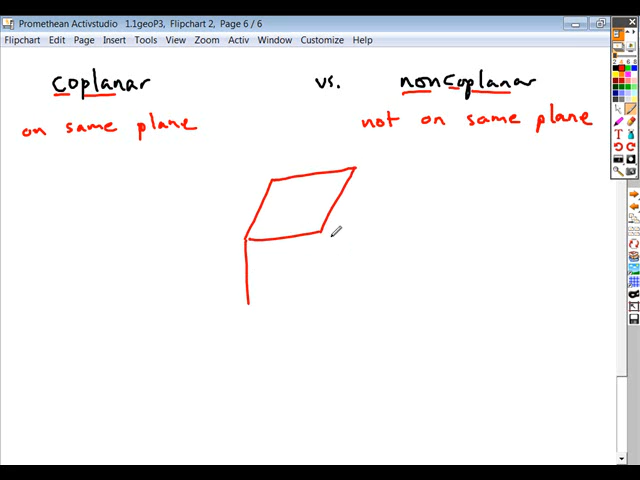 Promethean Activstudio 1.1geoP3, Flipchart 2, Page 6 / 6
Flipchart Edit Page Insert Tools View Zoom Activ Window Customize Help
coplanar vs. noncoplanar
on same plane not on same plane